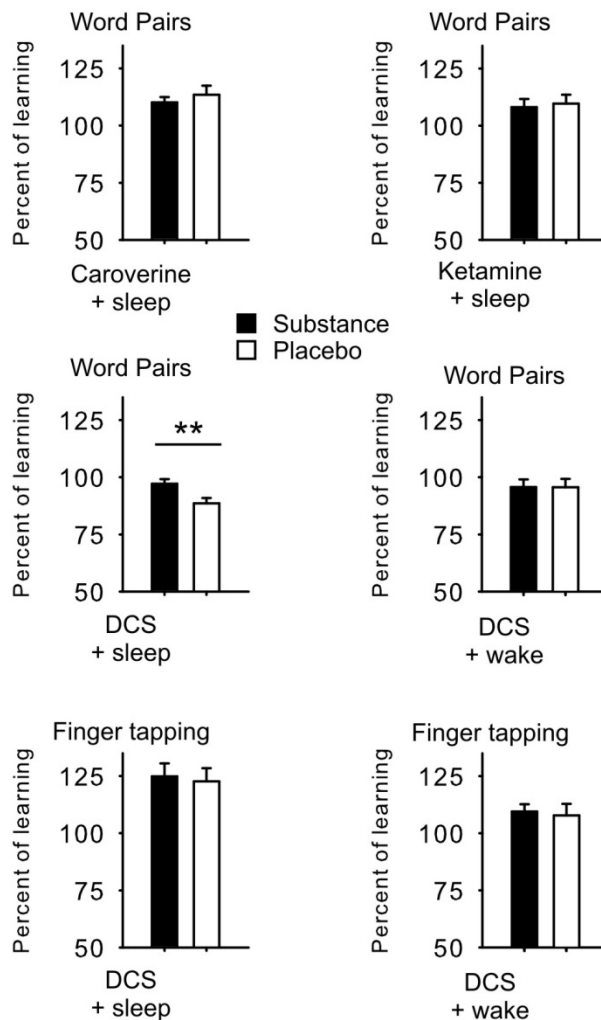 Word Pairs
Percent of learning
125
100
75
50
Caroverine
+ sleep
Word Pairs
Percent of learning
125
100
75
50
Ketamine
+ sleep
Substance
Placebo
Word Pairs
Percent of learning
125
100
75
50
**
DCS
+ sleep
Word Pairs
Percent of learning
125
100
75
50
DCS
+ wake
Finger tapping
Percent of learning
125
100
75
50
DCS
+ sleep
Finger tapping
Percent of learning
125
100
75
50
DCS
+ wake